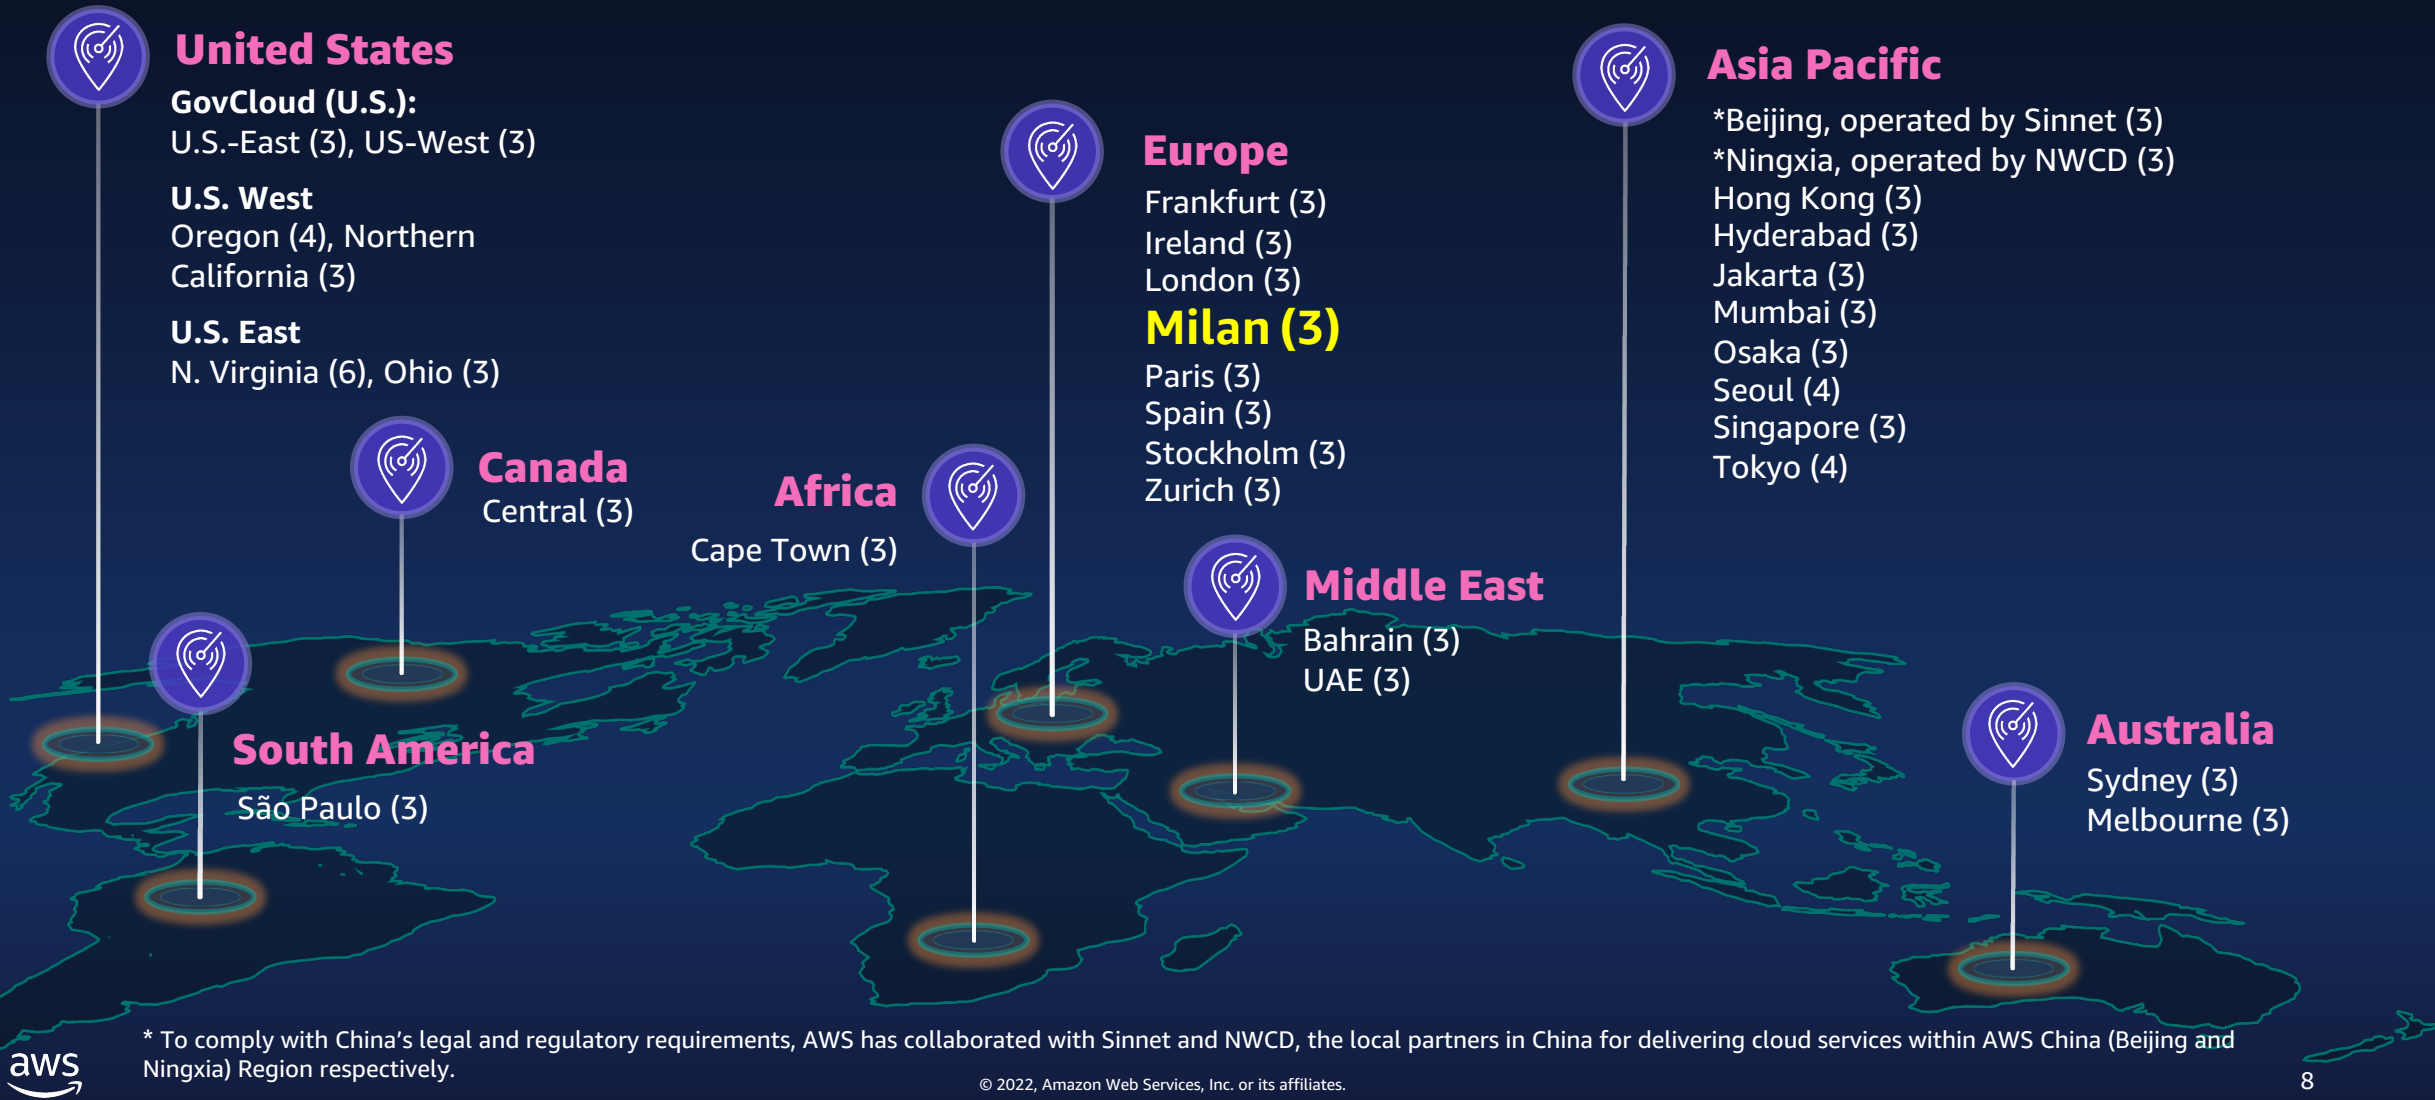 United States
GovCloud (U.S.):
U.S.-East (3), US-West (3)
U.S. West
Oregon (4), Northern
California (3)
U.S. East
N. Virginia (6), Ohio (3)
Canada
Central (3)
South America
São Paulo (3)
Africa
Cape Town (3)
Europe
Frankfurt (3)
Ireland (3)
London (3)
Milan (3)
Paris (3)
Spain (3)
Stockholm (3)
Zurich (3)
Middle East
Bahrain (3)
UAE (3)
Asia Pacific
*Beijing, operated by Sinnet (3)
*Ningxia, operated by NWCD (3)
Hong Kong (3)
Hyderabad (3)
Jakarta (3)
Mumbai (3)
Osaka (3)
Seoul (4)
Singapore (3)
Tokyo (4)
Australia
Sydney (3)
Melbourne (3)
* To comply with China’s legal and regulatory requirements, AWS has collaborated with Sinnet and NWCD, the local partners in China for delivering cloud services within AWS China (Beijing and
Ningxia) Region respectively.
aws
© 2022, Amazon Web Services, Inc. or its affiliates.
8